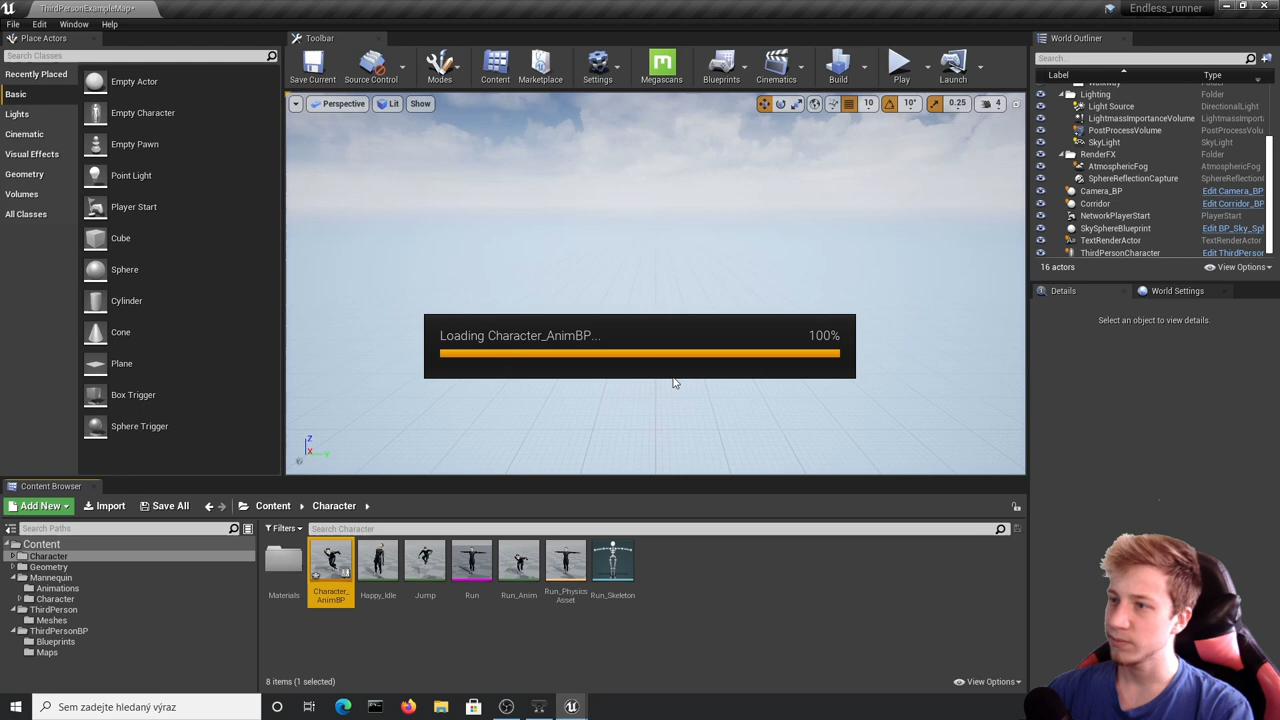 ThirdPersonExampleMap*
Endless_runner
File
Edit
Window
Help
Place Actors
Search Classes
Recently Placed
Basic
Lights
Cinematic
Visual Effects
Geometry
Volumes
All Classes
Empty Actor
Empty Character
Empty Pawn
Point Light
Player Start
Cube
Sphere
Cylinder
Cone
Plane
Box Trigger
Sphere Trigger
Toolbar
Save Current
Source Control
Modes
Content
Marketplace
Settings
Megascans
Blueprints
Cinematics
Build
Play
Launch
Perspective
Lit
Show
10
10°
0.25
4
Loading Character_AnimBP...
100%
Z
X
Y
World Outliner
Search...
Label
Type
Lighting
Folder
Light Source
DirectionalLight
LightmassImportanceVolume
LightmassImport
PostProcessVolume
PostProcessVolu
SkyLight
SkyLight
RenderFX
Folder
AtmosphericFog
AtmosphericFog
SphereReflectionCapture
SphereReflection
Camera_BP
Edit Camera_BP
Corridor
Edit Corridor_BP
NetworkPlayerStart
PlayerStart
SkySphereBlueprint
Edit BP_Sky_Sp
TextRenderActor
TextRenderActor
ThirdPersonCharacter
Edit ThirdPerson
16 actors
View Options
Details
World Settings
Select an object to view details.
Content Browser
Add New
Import
Save All
Content
Character
Search Paths
Filters
Search Character
Content
Character
Geometry
Mannequin
Animations
Character
ThirdPerson
Meshes
ThirdPersonBP
Blueprints
Maps
Materials
Character_
AnimBP
Happy_Idle
Jump
Run
Run_Anim
Run_Physics
Asset
Run_Skeleton
8 items (1 selected)
View Options
Sem zadejte hledaný výraz